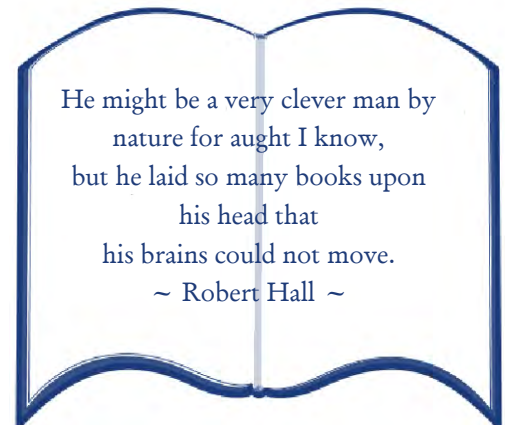 He might be a very clever man by
nature for aught I know,
but he laid so many books upon
his head that
his brains could not move.
~ Robert Hall ~